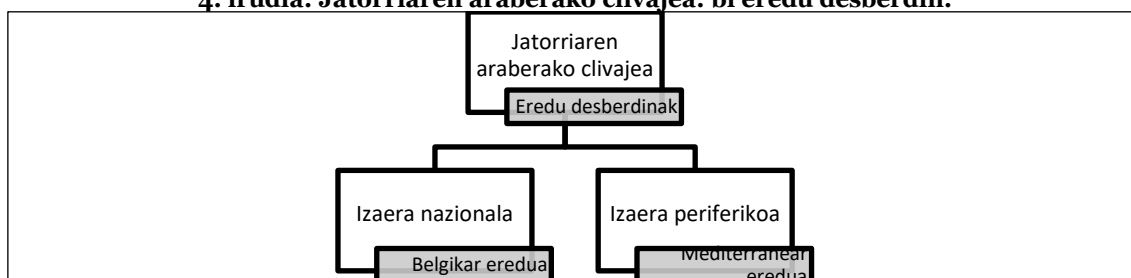 4. irudia. Jatorriaren araberako clivajea: bi eredu desberdin.
Jatorriaren
araberako clivajea
Eredu desberdinak
Izaera nazionala
Belgikar eredua
Izaera periferikoa
Mediterranear
eredua